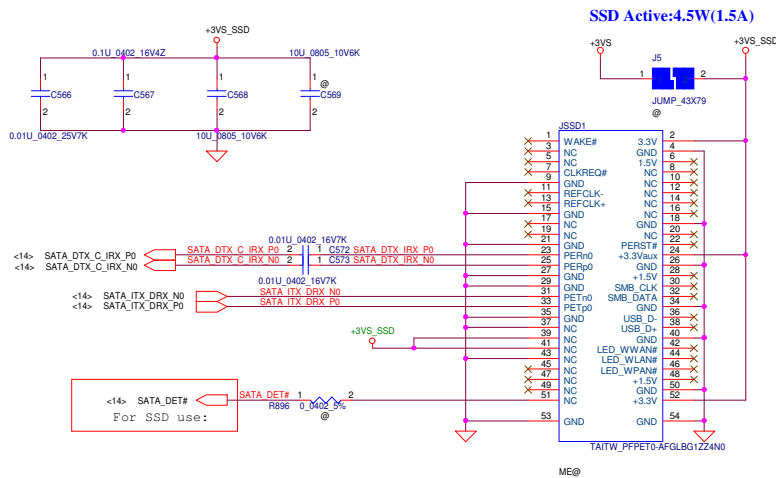 SSD Active:4.5W(1.5A)
+3VS_SSD
+3VS
+3VS_SSD
0.1U_0402_16V4Z
10U_0805_10V6K
J5
1
1
1
1
@
1
2
C566
C567
C568
C569
JUMP_43X79
2
2
2
2
@
0.01U_0402_25V7K
10U_0805_10V6K
JSSD1
1 WAKE# 3.3V 2
3 NC GND 4
5 NC 1.5V 6
7 CLKREQ# NC 8
9 GND NC 10
11 REFCLK- NC 12
13 REFCLK+ NC 14
15 GND NC 16
17 NC GND 18
19 NC NC 20
21 GND PERST# 22
23 PERn0 +3.3Vaux 24
25 PERp0 GND 26
27 GND +1.5V 28
29 GND SMB_CLK 30
31 PETn0 SMB_DATA 32
33 PETp0 GND 34
35 GND USB_D- 36
37 NC USB_D+ 38
39 NC GND 40
41 NC LED_WWAN# 42
43 NC LED_WLAN# 44
45 NC LED_WPAN# 46
47 NC +1.5V 48
49 NC GND 50
51 NC +3.3V 52
53 GND GND 54
TAITW_PFPET0-AFGLBG1ZZ4N0
ME@
0.01U_0402_16V7K
<14> SATA_DTX_C_IRX_P0 SATA_DTX_C_IRX_P0 2 1 C572 SATA_DTX_IRX_P0
<14> SATA_DTX_C_IRX_N0 SATA_DTX_C_IRX_N0 2 1 C573 SATA_DTX_IRX_N0
0.01U_0402_16V7K
<14> SATA_ITX_DRX_N0 SATA_ITX_DRX_N0
<14> SATA_ITX_DRX_P0 SATA_ITX_DRX_P0
+3VS_SSD
<14> SATA_DET# SATA_DET# 1 2
R896 0_0402_5%
@
For SSD use: